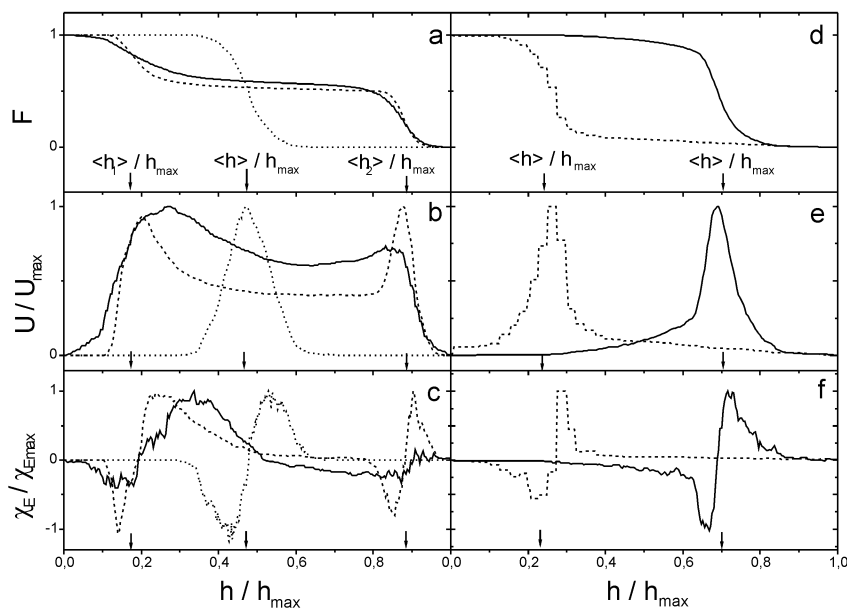 a
d
1
F
0
<h1> / hmax
<h> / hmax
<h2> / hmax
<h> / hmax
<h> / hmax
b
e
1
U / Umax
0
c
f
1
χE / χEmax
0
-1
0,0 0,2 0,4 0,6 0,8 0,0 0,2 0,4 0,6 0,8 1,0
h / hmax
h / hmax